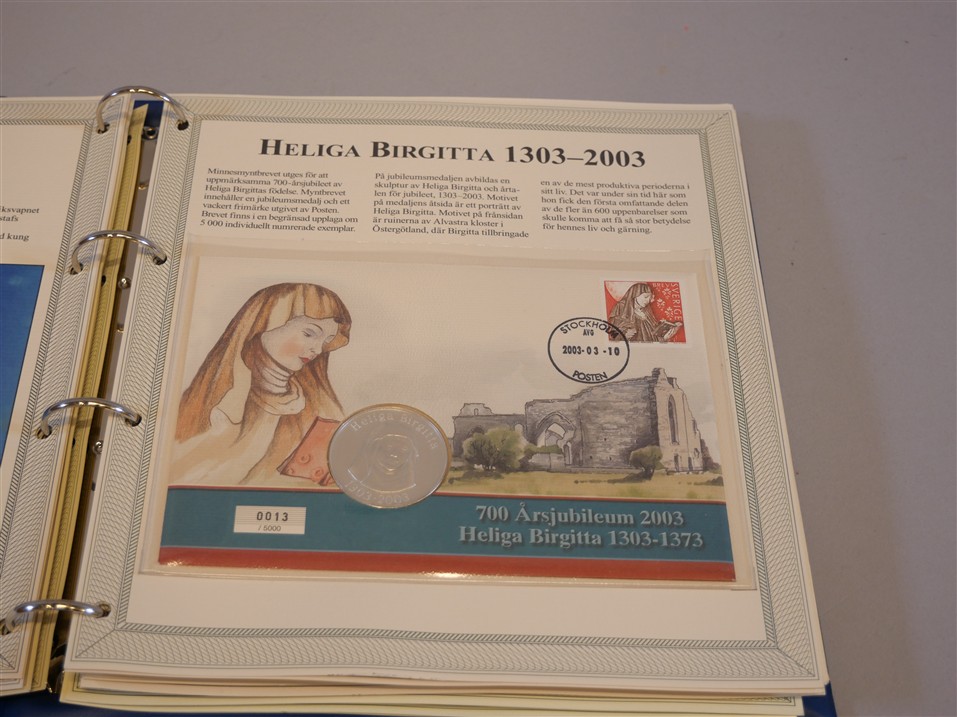 ksvapnet
stafs
d kung
HELIGA BIRGITTA 1303–2003
Minnesmyntbrevet utges för att
uppmärksamma 700-årsjubileet av
Heliga Birgittas födelse. Myntbrevet
innehåller en jubileumsmedalj och ett
vackert frimärke utgivet av Posten.
Brevet finns i en begränsad upplaga om
5 000 individuellt numrerade exemplar.
På jubileumsmedaljen avbildas en
skulptur av Heliga Birgitta och årta-
len för jubileet, 1303–2003. Motivet
på medaljens åtsida är ett porträtt av
Heliga Birgitta. Motivet på frånsidan
är ruinerna av Alvastra kloster i
Östergötland, där Birgitta tillbringade
en av de mest produktiva perioderna i
sitt liv. Det var under sin tid här som
hon fick den första omfattande delen
av de fler än 600 uppenbarelser som
skulle komma att få så stor betydelse
för hennes liv och gärning.
SVERIGE
STOCKHOLM
AVG
2003-03-10
POSTEN
Heliga Birgitta
1303-2003
0013
/ 5000
700 Årsjubileum 2003
Heliga Birgitta 1303-1373